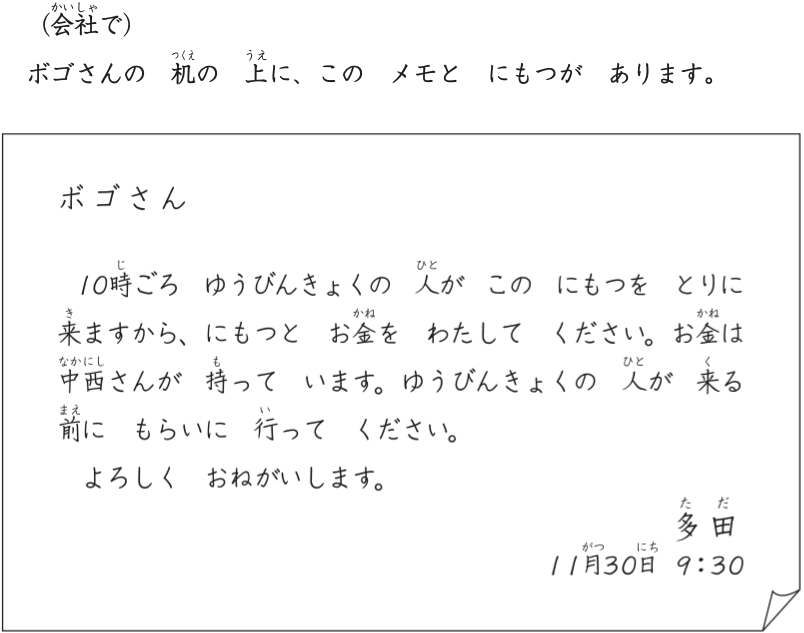 （会社で）
ボゴさんの　机の　上に、この　メモと　にもつが　あります。
ボゴさん
10時ごろ　ゆうびんきょくの　人が　この　にもつを　とりに
来ますから、にもつと　お金を　わたして　ください。お金は
中西さんが　持って　います。ゆうびんきょくの　人が　来る
前に　もらいに　行って　ください。
よろしく　おねがいします。
多田
11月30日　9:30